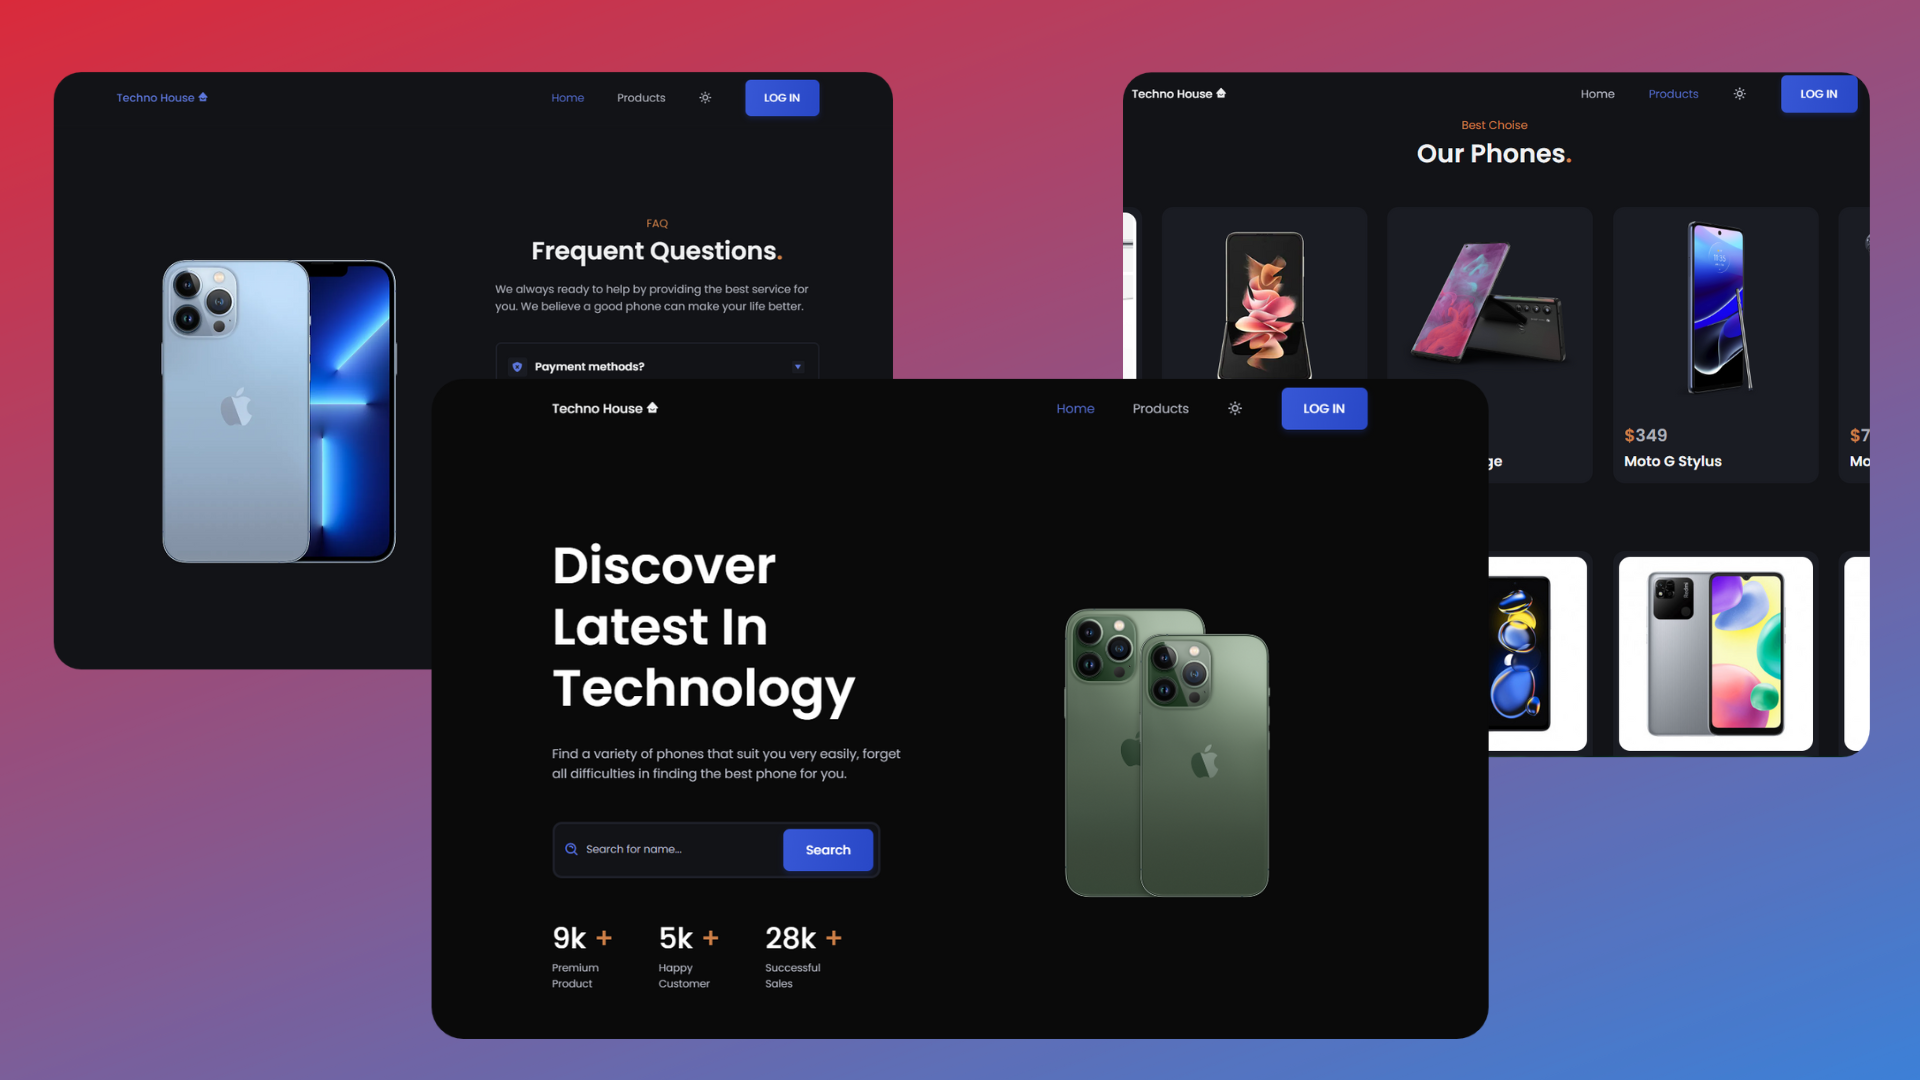 Techno House
Home
Products
LOG IN
FAQ
Frequent Questions.
We always ready to help by providing the best service for
you. We believe a good phone can make your life better.
Payment methods?
Techno House
Home
Products
LOG IN
Best Choise
Our Phones.
$349
Moto G Stylus
$7
Mo
ge
Techno House
Home
Products
LOG IN
Discover
Latest In
Technology
Find a variety of phones that suit you very easily, forget
all difficulties in finding the best phone for you.
Search for name...
Search
9k +
Premium
Product
5k +
Happy
Customer
28k +
Successful
Sales